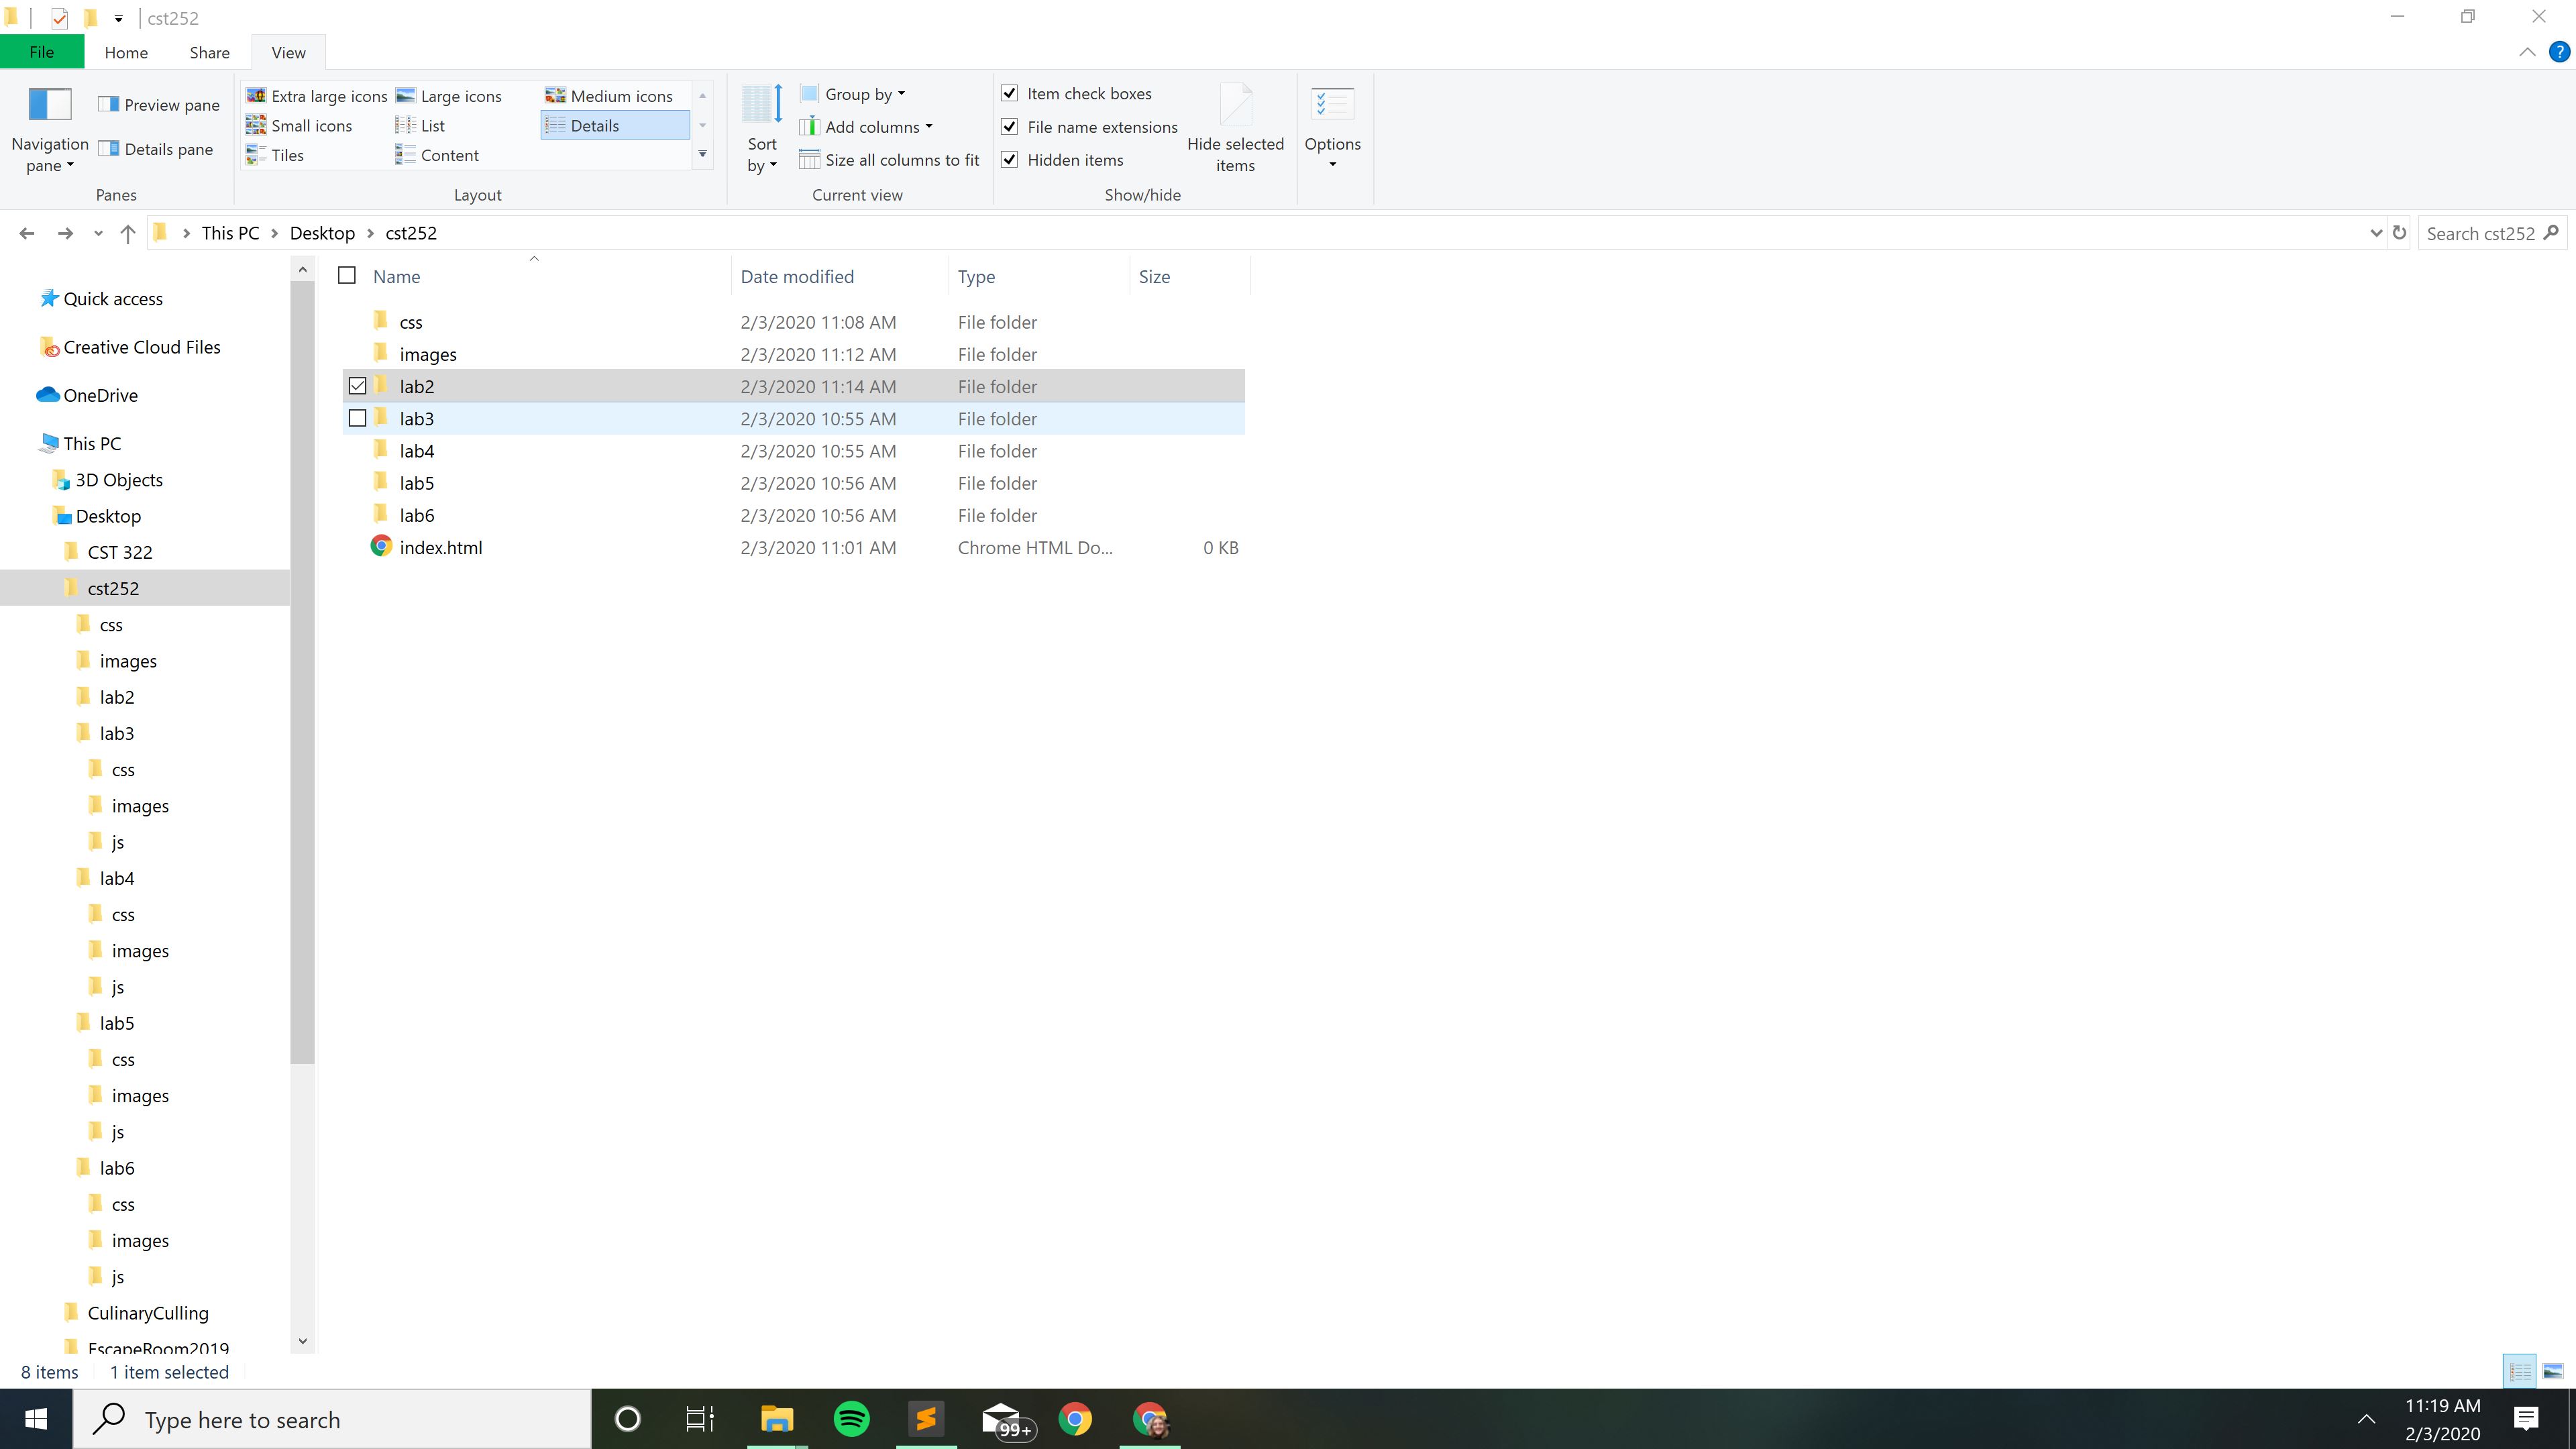 cst252
File Home Share View
Navigation pane
Preview pane
Details pane
Panes
Extra large icons Large icons Medium icons
Small icons List Details
Tiles Content
Layout
Sort by
Group by
Add columns
Size all columns to fit
Current view
Item check boxes
File name extensions
Hidden items
Hide selected items
Show/hide
Options
This PC Desktop cst252
Search cst252
Quick access
Creative Cloud Files
OneDrive
This PC
3D Objects
Desktop
CST 322
cst252
css
images
lab2
lab3
css
images
js
lab4
css
images
js
lab5
css
images
js
lab6
css
images
js
CulinaryCulling
EscapeRoom2019
Name Date modified Type Size
css 2/3/2020 11:08 AM File folder
images 2/3/2020 11:12 AM File folder
lab2 2/3/2020 11:14 AM File folder
lab3 2/3/2020 10:55 AM File folder
lab4 2/3/2020 10:55 AM File folder
lab5 2/3/2020 10:56 AM File folder
lab6 2/3/2020 10:56 AM File folder
index.html 2/3/2020 11:01 AM Chrome HTML Do... 0 KB
8 items 1 item selected
Type here to search
99+
11:19 AM
2/3/2020